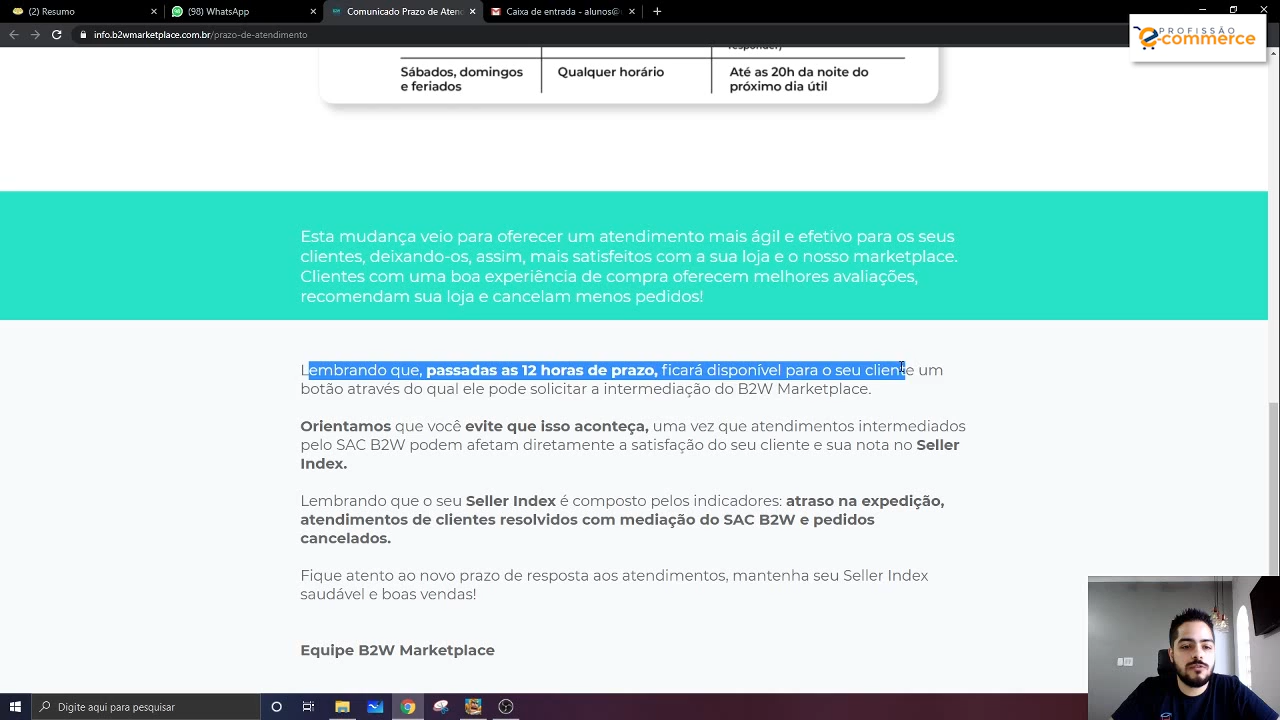 (2) Resumo
(98) WhatsApp
Comunicado Prazo de Atend
Caixa de entrada - alunos@
info.b2wmarketplace.com.br/prazo-de-atendimento
PROFISSÃO
e-commerce
responder)
Sábados, domingos
e feriados
Qualquer horário
Até as 20h da noite do
próximo dia útil
Esta mudança veio para oferecer um atendimento mais ágil e efetivo para os seus
clientes, deixando-os, assim, mais satisfeitos com a sua loja e o nosso marketplace.
Clientes com uma boa experiência de compra oferecem melhores avaliações,
recomendam sua loja e cancelam menos pedidos!
Lembrando que, passadas as 12 horas de prazo, ficará disponível para o seu cliente um
botão através do qual ele pode solicitar a intermediação do B2W Marketplace.
Orientamos que você evite que isso aconteça, uma vez que atendimentos intermediados
pelo SAC B2W podem afetam diretamente a satisfação do seu cliente e sua nota no Seller
Index.
Lembrando que o seu Seller Index é composto pelos indicadores: atraso na expedição,
atendimentos de clientes resolvidos com mediação do SAC B2W e pedidos
cancelados.
Fique atento ao novo prazo de resposta aos atendimentos, mantenha seu Seller Index
saudável e boas vendas!
Equipe B2W Marketplace
Digite aqui para pesquisar